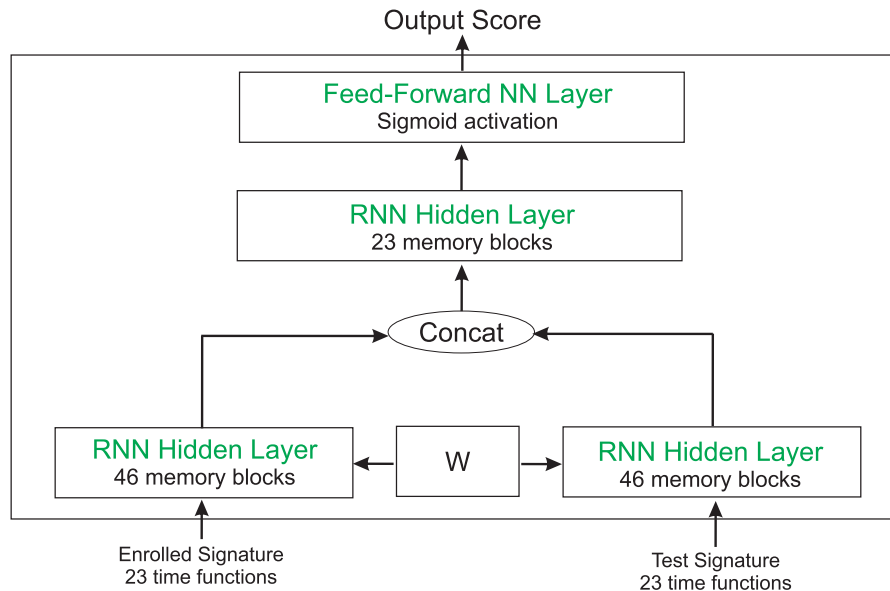 Output Score
Feed-Forward NN Layer
Sigmoid activation
RNN Hidden Layer
23 memory blocks
Concat
RNN Hidden Layer
46 memory blocks
W
RNN Hidden Layer
46 memory blocks
Enrolled Signature
23 time functions
Test Signature
23 time functions